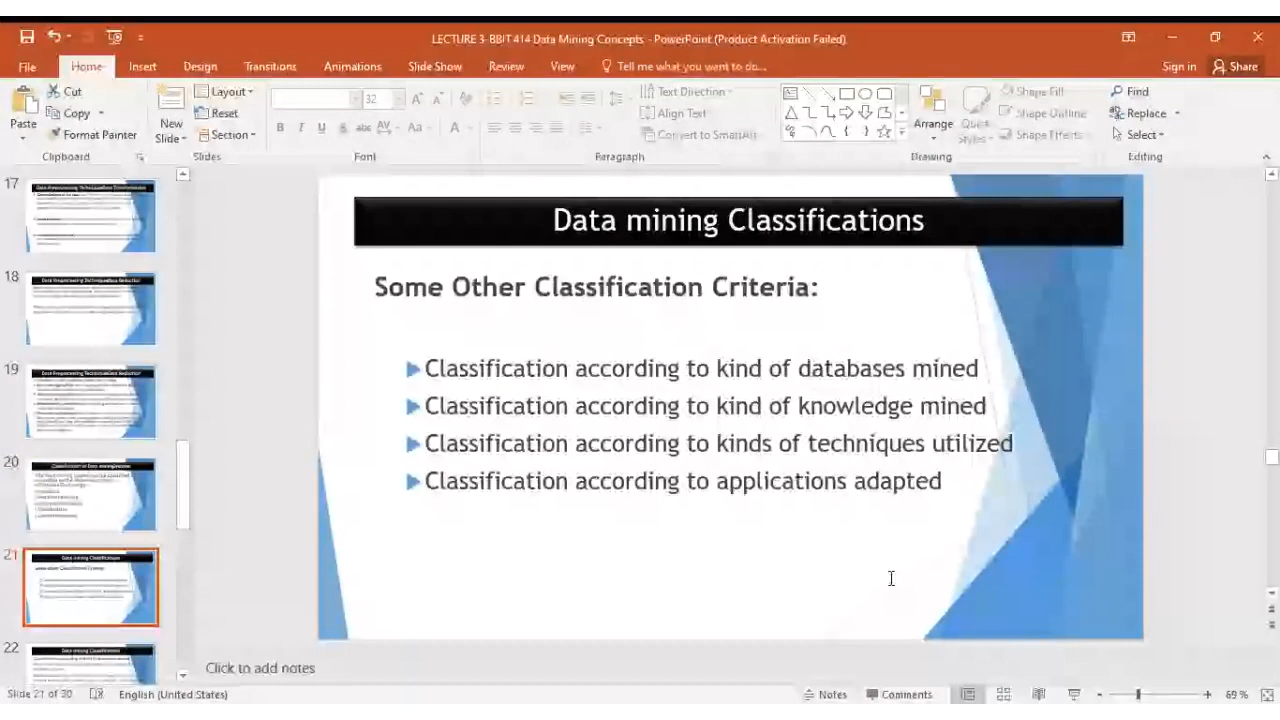 LECTURE 3-BBIT 414 Data Mining Concepts - PowerPoint (Product Activation Failed)
File Home Insert Design Transitions Animations Slide Show Review View Tell me what you want to do... Sign in Share
Paste Cut Copy Format Painter
Clipboard
New Slide Layout Reset Section
Slides
32
B I U S abc AV Aa A
Font
Text Direction Align Text Convert to SmartArt
Paragraph
Arrange Quick Styles Shape Fill Shape Outline Shape Effects
Drawing
Find Replace Select
Editing
17
18
19
20
21
22
Data mining Classifications
Some Other Classification Criteria:
Classification according to kind of databases mined
Classification according to kind of knowledge mined
Classification according to kinds of techniques utilized
Classification according to applications adapted
Click to add notes
Slide 21 of 30 English (United States) Notes Comments 69 %